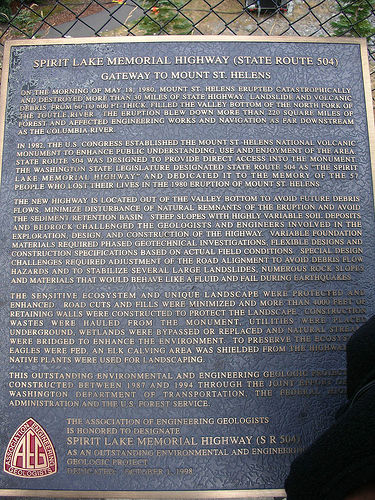 SPIRIT LAKE MEMORIAL HIGHWAY (STATE ROUTE 504)
GATEWAY TO MOUNT ST. HELENS
ON THE MORNING OF MAY 18, 1980, MOUNT ST. HELENS ERUPTED CATASTROPHICALLY
AND DESTROYED MORE THAN 30 MILES OF STATE HIGHWAY. LANDSLIDE AND VOLCANIC
DEBRIS FROM 60 TO 600 FT THICK, FILLED THE VALLEY BOTTOM OF THE NORTH FORK OF
THE TOUTLE RIVER. THE ERUPTION BLEW DOWN MORE THAN 220 SQUARE MILES OF
FOREST, AND AFFECTED ENGINEERING WORKS AND NAVIGATION AS FAR DOWNSTREAM
AS THE COLUMBIA RIVER.
IN 1982, THE U.S. CONGRESS ESTABLISHED THE MOUNT ST. HELENS NATIONAL VOLCANIC
MONUMENT TO ENHANCE PUBLIC UNDERSTANDING, USE AND ENJOYMENT OF THE AREA.
STATE ROUTE 504 WAS DESIGNED TO PROVIDE DIRECT ACCESS INTO THE MONUMENT.
THE WASHINGTON STATE LEGISLATURE DESIGNATED STATE ROUTE 504 AS "THE SPIRIT
LAKE MEMORIAL HIGHWAY" AND DEDICATED IT TO THE MEMORY OF THE 57
PEOPLE WHO LOST THEIR LIVES IN THE 1980 ERUPTION OF MOUNT ST. HELENS.
THE NEW HIGHWAY IS LOCATED OUT OF THE VALLEY BOTTOM TO AVOID FUTURE DEBRIS
FLOWS, MINIMIZE DISTURBANCE OF NATURAL REMNANTS OF THE ERUPTION AND AVOID
THE SEDIMENT RETENTION BASIN. STEEP SLOPES WITH HIGHLY VARIABLE SOIL DEPOSITS
AND BEDROCK CHALLENGED THE GEOLOGISTS AND ENGINEERS INVOLVED IN THE
EXPLORATION, DESIGN AND CONSTRUCTION OF THE HIGHWAY. VARIABLE FOUNDATION
MATERIALS REQUIRED PHASED GEOTECHNICAL INVESTIGATIONS, FLEXIBLE DESIGNS AND
CONSTRUCTION SPECIFICATIONS BASED ON ACTUAL FIELD CONDITIONS. SPECIAL DESIGN
CHALLENGES REQUIRED ADJUSTMENT OF THE ROAD ALIGNMENT TO AVOID DEBRIS FLOW
HAZARDS AND TO STABILIZE SEVERAL LARGE LANDSLIDES, NUMEROUS ROCK SLOPES
AND MATERIALS THAT WOULD BEHAVE LIKE A FLUID AND FAIL DURING EARTHQUAKES.
THE SENSITIVE ECOSYSTEM AND UNIQUE LANDSCAPE WERE PROTECTED AND
ENHANCED. ROAD CUTS AND FILLS WERE MINIMIZED AND MORE THAN 4000 FEET OF
RETAINING WALLS WERE CONSTRUCTED TO PROTECT THE LANDSCAPE. CONSTRUCTION
WASTES WERE HAULED FROM THE MONUMENT, UTILITIES WERE
UNDERGROUND, WETLANDS WERE BYPASSED OR REPLACED AND NATURAL
WERE BRIDGED TO ENHANCE THE ENVIRONMENT. TO PRESERVE THE
EAGLES WERE FED, AN ELK CALVING AREA WAS SHIELDED FROM THE
NATIVE PLANTS WERE USED FOR LANDSCAPING.
THIS OUTSTANDING ENVIRONMENTAL AND ENGINEERING GEOLOGIC
CONSTRUCTED BETWEEN 1987 AND 1994 THROUGH THE JOINT
WASHINGTON DEPARTMENT OF TRANSPORTATION, THE FEDERAL
ADMINISTRATION AND THE U.S. FOREST SERVICE.
THE ASSOCIATION OF ENGINEERING GEOLOGISTS
IS HONORED TO DESIGNATE
SPIRIT LAKE MEMORIAL HIGHWAY (S R 504)
AS AN OUTSTANDING ENVIRONMENTAL AND
GEOLOGIC PROJECT
DEDICATED OCTOBER 1, 1998
ASSOCIATION ENGINEERING
AEG
GEOLOGISTS